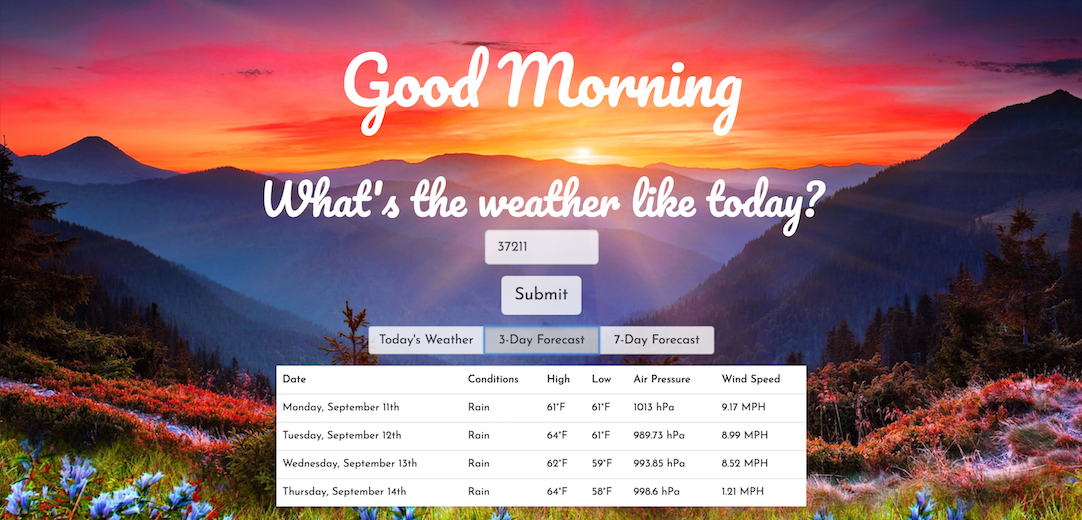 Good Morning
What's the weather like today?
37211
Submit
Today's Weather 3-Day Forecast 7-Day Forecast
Date Conditions High Low Air Pressure Wind Speed
Monday, September 11th Rain 61°F 61°F 1013 hPa 9.17 MPH
Tuesday, September 12th Rain 64°F 61°F 989.73 hPa 8.99 MPH
Wednesday, September 13th Rain 62°F 59°F 993.85 hPa 8.52 MPH
Thursday, September 14th Rain 64°F 58°F 998.6 hPa 1.21 MPH